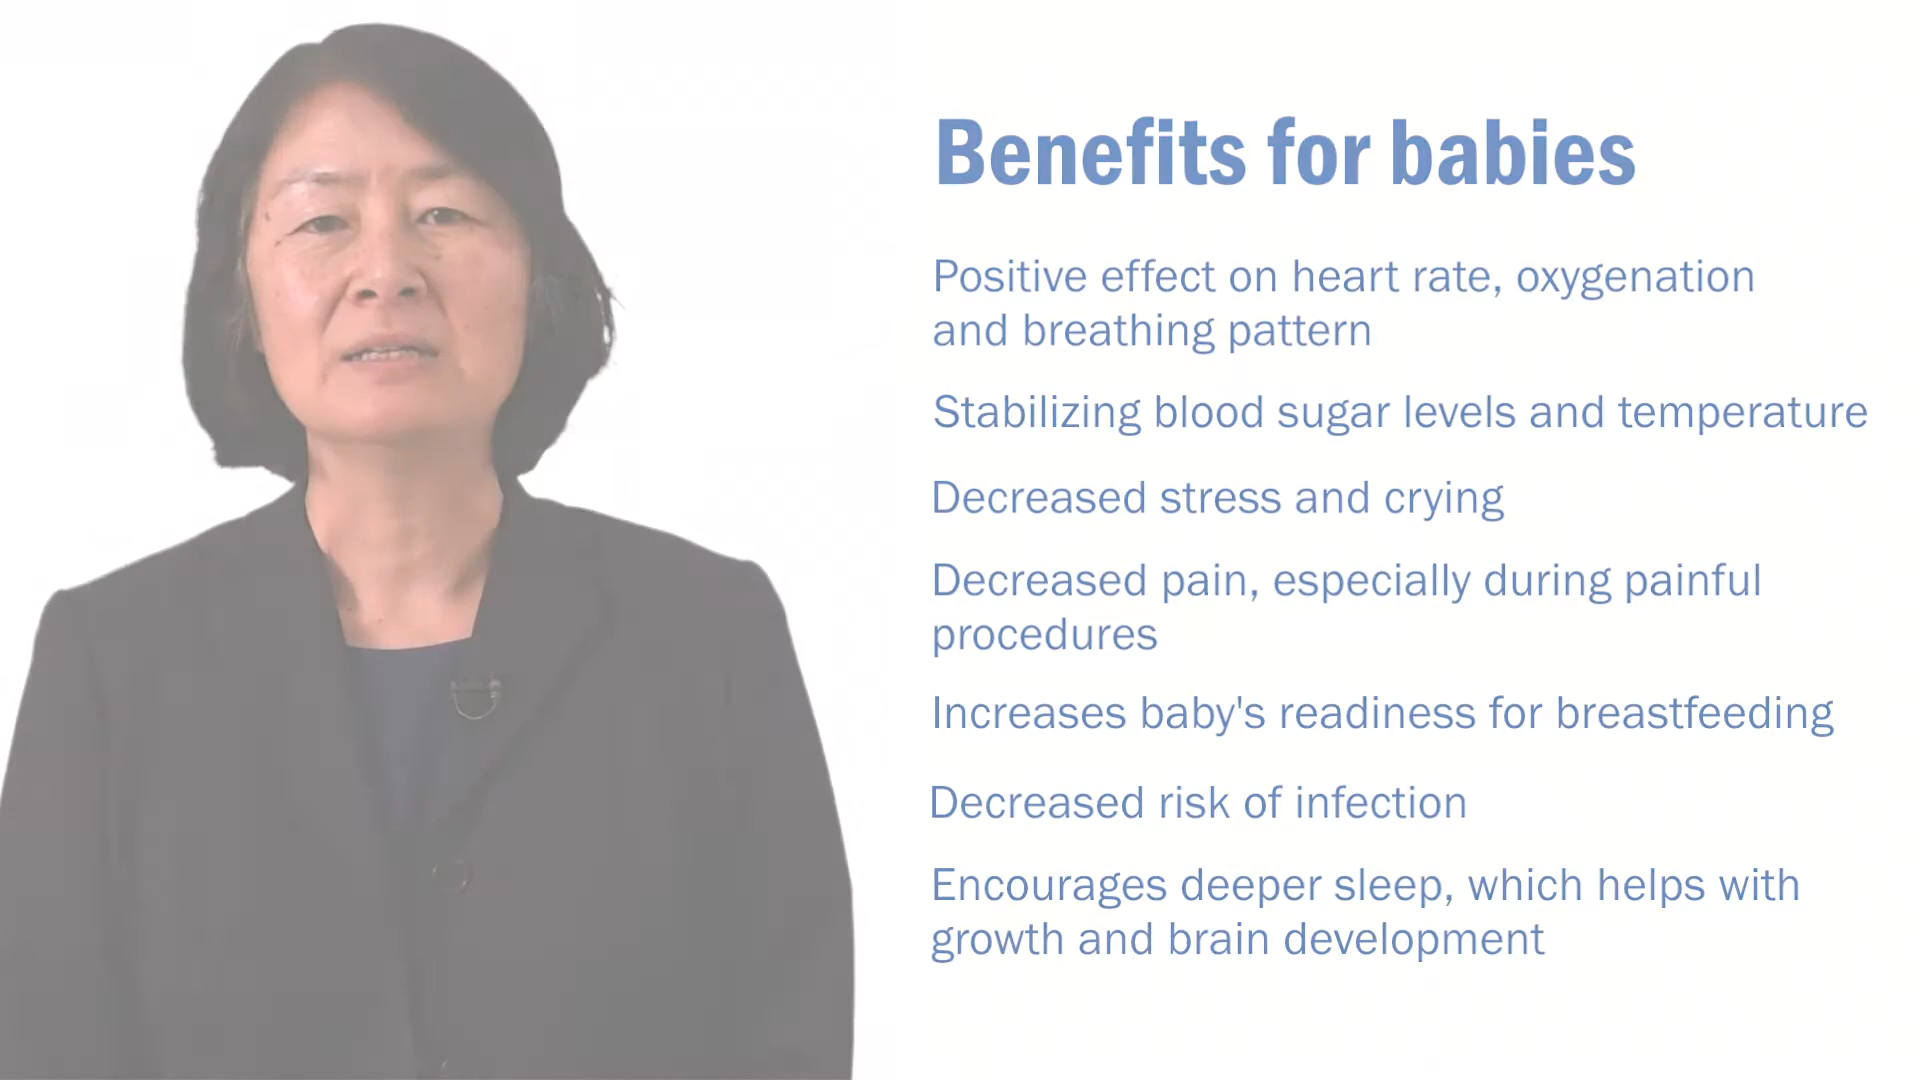 Benefits for babies
Positive effect on heart rate, oxygenation
and breathing pattern
Stabilizing blood sugar levels and temperature
Decreased stress and crying
Decreased pain, especially during painful
procedures
Increases baby's readiness for breastfeeding
Decreased risk of infection
Encourages deeper sleep, which helps with
growth and brain development